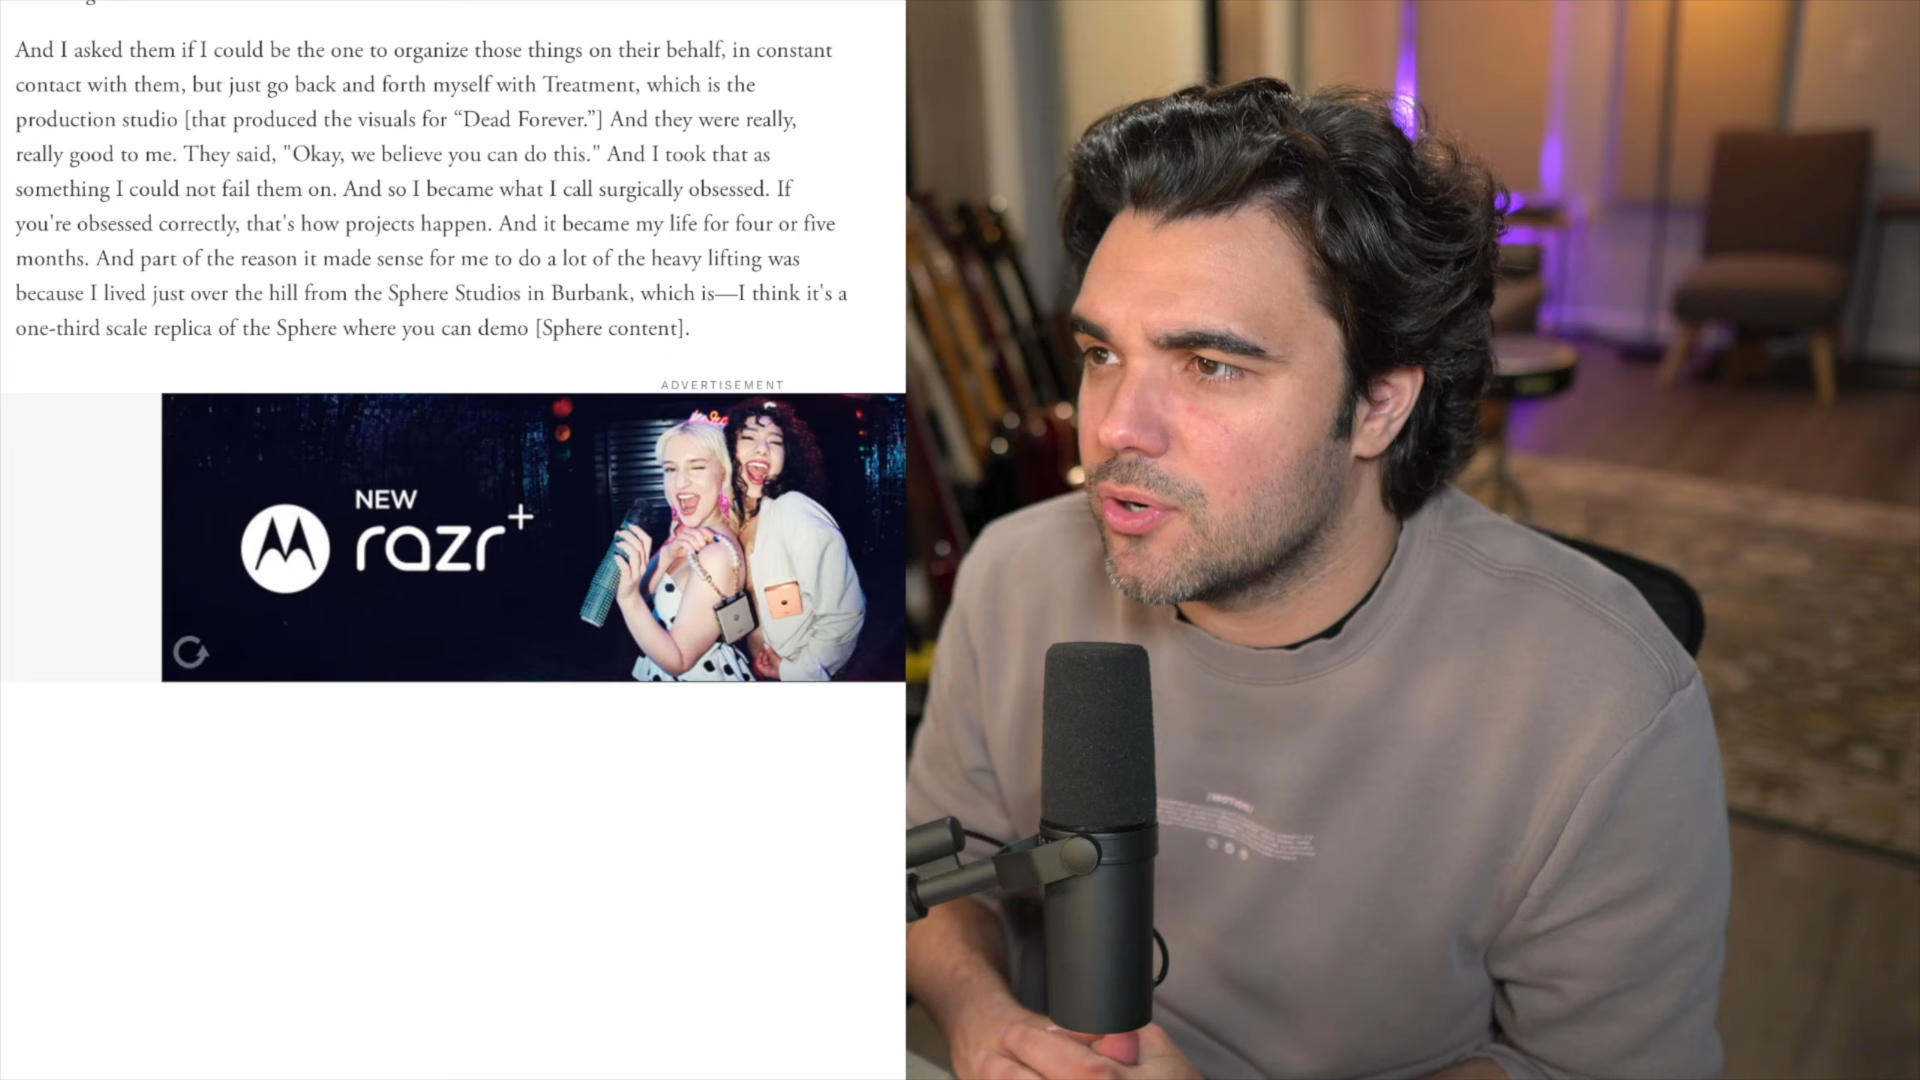 And I asked them if I could be the one to organize those things on their behalf, in constant
contact with them, but just go back and forth myself with Treatment, which is the
production studio [that produced the visuals for “Dead Forever.”] And they were really,
really good to me. They said, "Okay, we believe you can do this." And I took that as
something I could not fail them on. And so I became what I call surgically obsessed. If
you're obsessed correctly, that's how projects happen. And it became my life for four or five
months. And part of the reason it made sense for me to do a lot of the heavy lifting was
because I lived just over the hill from the Sphere Studios in Burbank, which is—I think it's a
one-third scale replica of the Sphere where you can demo [Sphere content].
ADVERTISEMENT
NEW
razr+